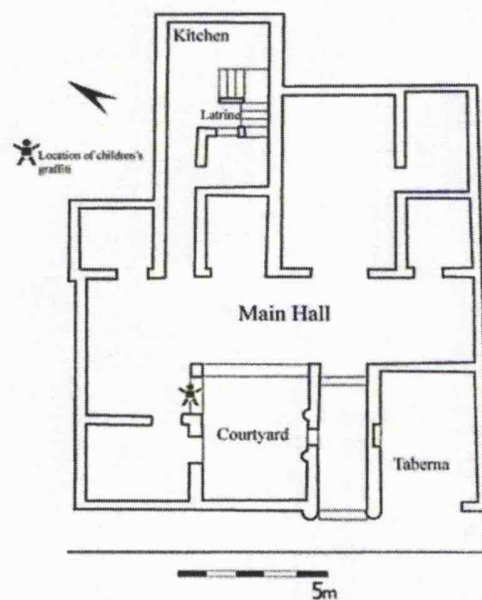 Kitchen
Latrine
Location of children's
graffiti
Main Hall
Courtyard
Taberna
5m